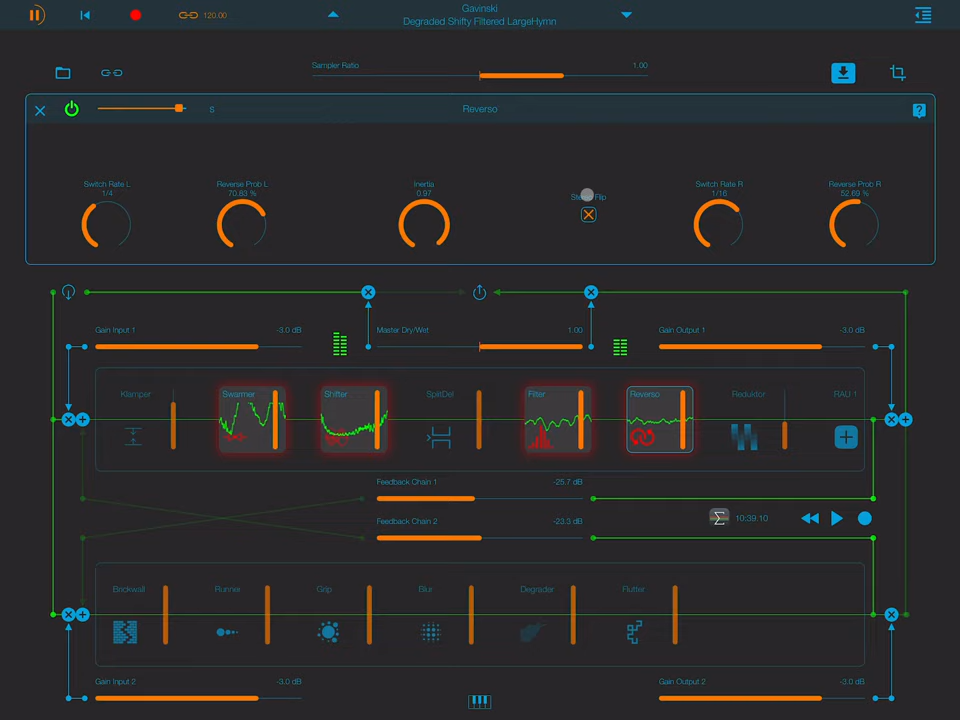 Gavinski
120.00
Degraded Shifty Filtered LargeHymn
Sampler Ratio
1.00
S
Reverso
Switch Rate L
1/4
Reverse Prob L
70.83 %
Inertia
0.97
Flip
Switch Rate R
1/16
Reverse Prob R
52.69 %
Gain Input 1
-3.0 dB
Master Dry/Wet
1.00
Gain Output 1
-3.0 dB
Klamper
Swarmer
Shifter
SplitDel
Filter
Reverso
Reduktor
RAU 1
Feedback Chain 1
-25.7 dB
Feedback Chain 2
-23.5 dB
Σ
10:39.10
Brickwall
Runner
Grip
Blur
Degrader
Flutter
Gain Input 2
-3.0 dB
Gain Output 2
-3.0 dB